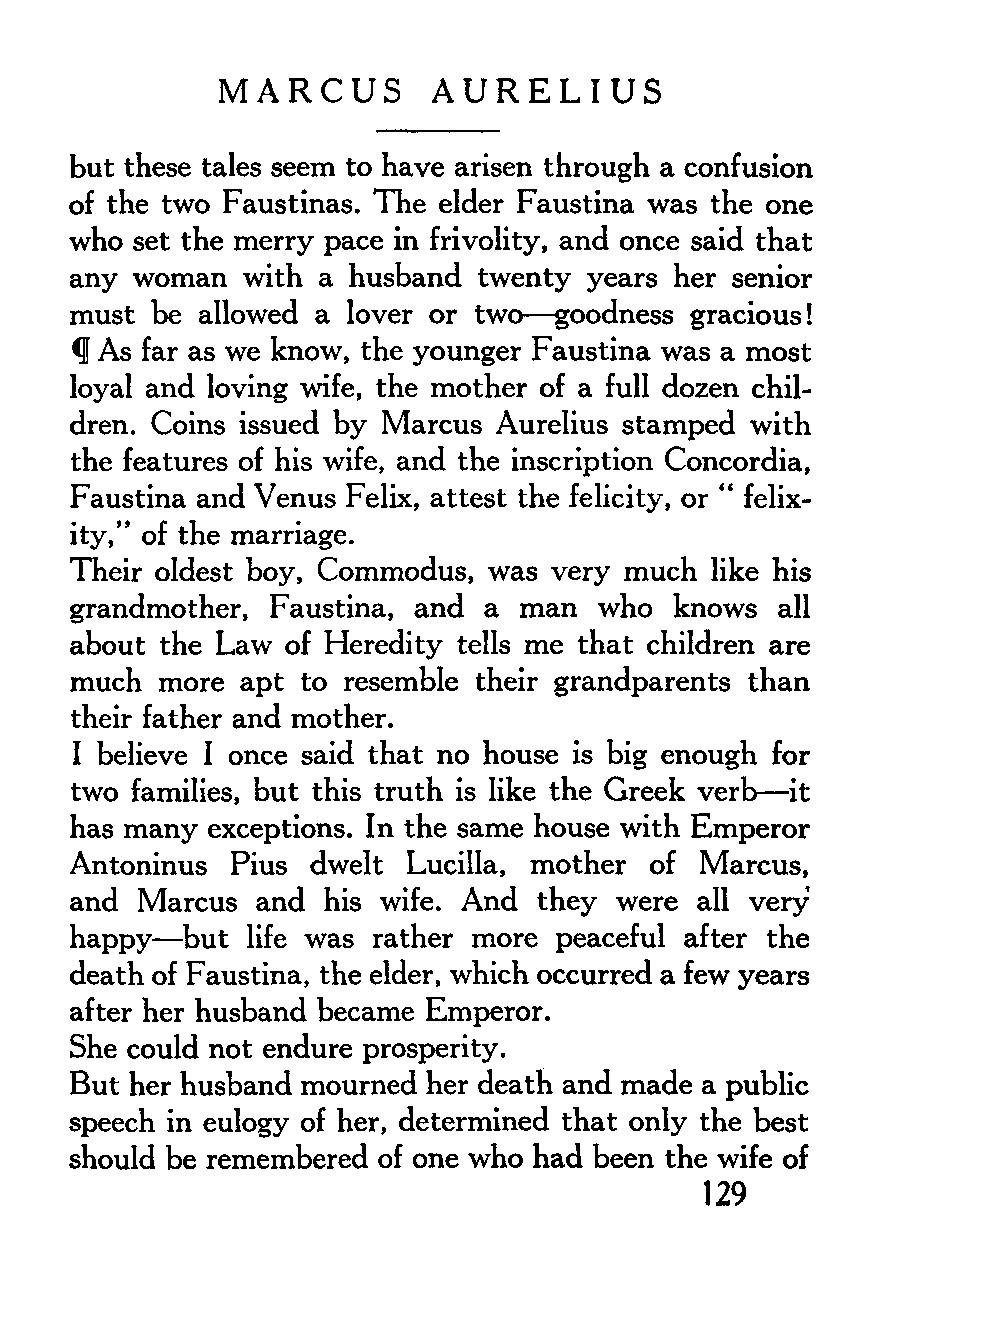 MARCUS AURELIUS
but these tales seem to have arisen through a confusion
of the two Faustinas. The elder Faustina was the one
who set the merry pace in frivolity, and once said that
any woman with a husband twenty years her senior
must be allowed a lover or two—goodness gracious!
¶ As far as we know, the younger Faustina was a most
loyal and loving wife, the mother of a full dozen chil-
dren. Coins issued by Marcus Aurelius stamped with
the features of his wife, and the inscription Concordia,
Faustina and Venus Felix, attest the felicity, or “ felix-
ity,” of the marriage.
Their oldest boy, Commodus, was very much like his
grandmother, Faustina, and a man who knows all
about the Law of Heredity tells me that children are
much more apt to resemble their grandparents than
their father and mother.
I believe I once said that no house is big enough for
two families, but this truth is like the Greek verb—it
has many exceptions. In the same house with Emperor
Antoninus Pius dwelt Lucilla, mother of Marcus,
and Marcus and his wife. And they were all very
happy—but life was rather more peaceful after the
death of Faustina, the elder, which occurred a few years
after her husband became Emperor.
She could not endure prosperity.
But her husband mourned her death and made a public
speech in eulogy of her, determined that only the best
should be remembered of one who had been the wife of
129